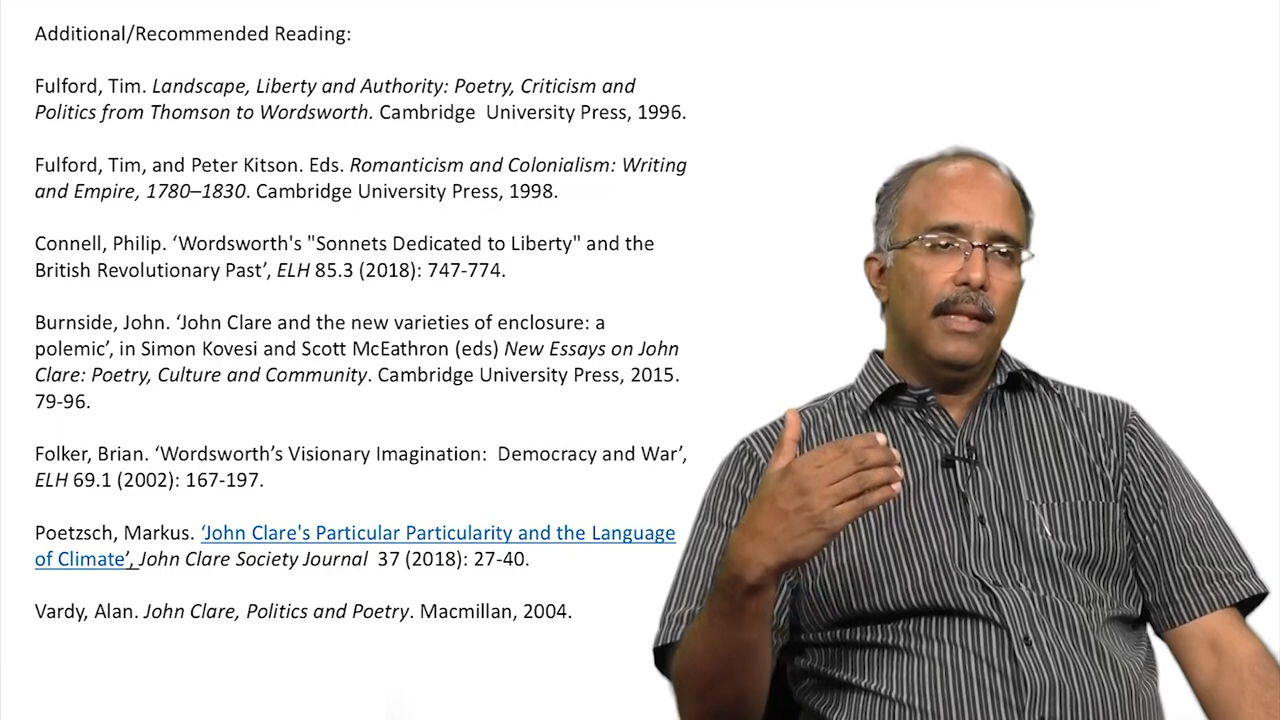 Additional/Recommended Reading:
Fulford, Tim. Landscape, Liberty and Authority: Poetry, Criticism and
Politics from Thomson to Wordsworth. Cambridge  University Press, 1996.
Fulford, Tim, and Peter Kitson. Eds. Romanticism and Colonialism: Writing
and Empire, 1780–1830. Cambridge University Press, 1998.
Connell, Philip. ‘Wordsworth's "Sonnets Dedicated to Liberty" and the
British Revolutionary Past’, ELH 85.3 (2018): 747-774.
Burnside, John. ‘John Clare and the new varieties of enclosure: a
polemic’, in Simon Kovesi and Scott McEathron (eds) New Essays on John
Clare: Poetry, Culture and Community. Cambridge University Press, 2015.
79-96.
Folker, Brian. ‘Wordsworth’s Visionary Imagination:  Democracy and War’,
ELH 69.1 (2002): 167-197.
Poetzsch, Markus. ‘John Clare's Particular Particularity and the Language
of Climate’, John Clare Society Journal  37 (2018): 27-40.
Vardy, Alan. John Clare, Politics and Poetry. Macmillan, 2004.